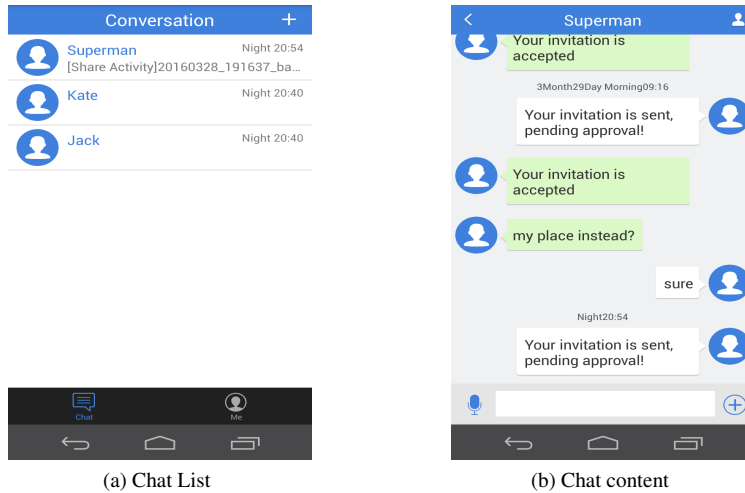 Conversation +
Superman Night 20:54
[Share Activity]20160328_191637_ba...
Kate Night 20:40
Jack Night 20:40
Chat Me
(a) Chat List
Superman
Your invitation is
accepted
3Month29Day Morning09:16
Your invitation is sent,
pending approval!
Your invitation is
accepted
my place instead?
sure
Night20:54
Your invitation is sent,
pending approval!
(b) Chat content